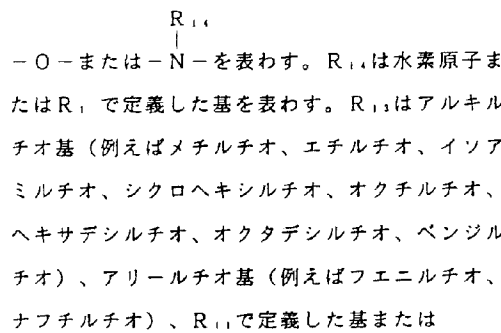 R₁₄
|
－O－または－N－を表わす。R₁₄は水素原子ま
たはR₁で定義した基を表わす。R₁₃はアルキル
チオ基（例えばメチルチオ、エチルチオ、イソア
ミルチオ、シクロヘキシルチオ、オクチルチオ、
ヘキサデシルチオ、オクタデシルチオ、ベンジル
チオ）、アリールチオ基（例えばフエニルチオ、
ナフチルチオ）、R₁₁で定義した基または